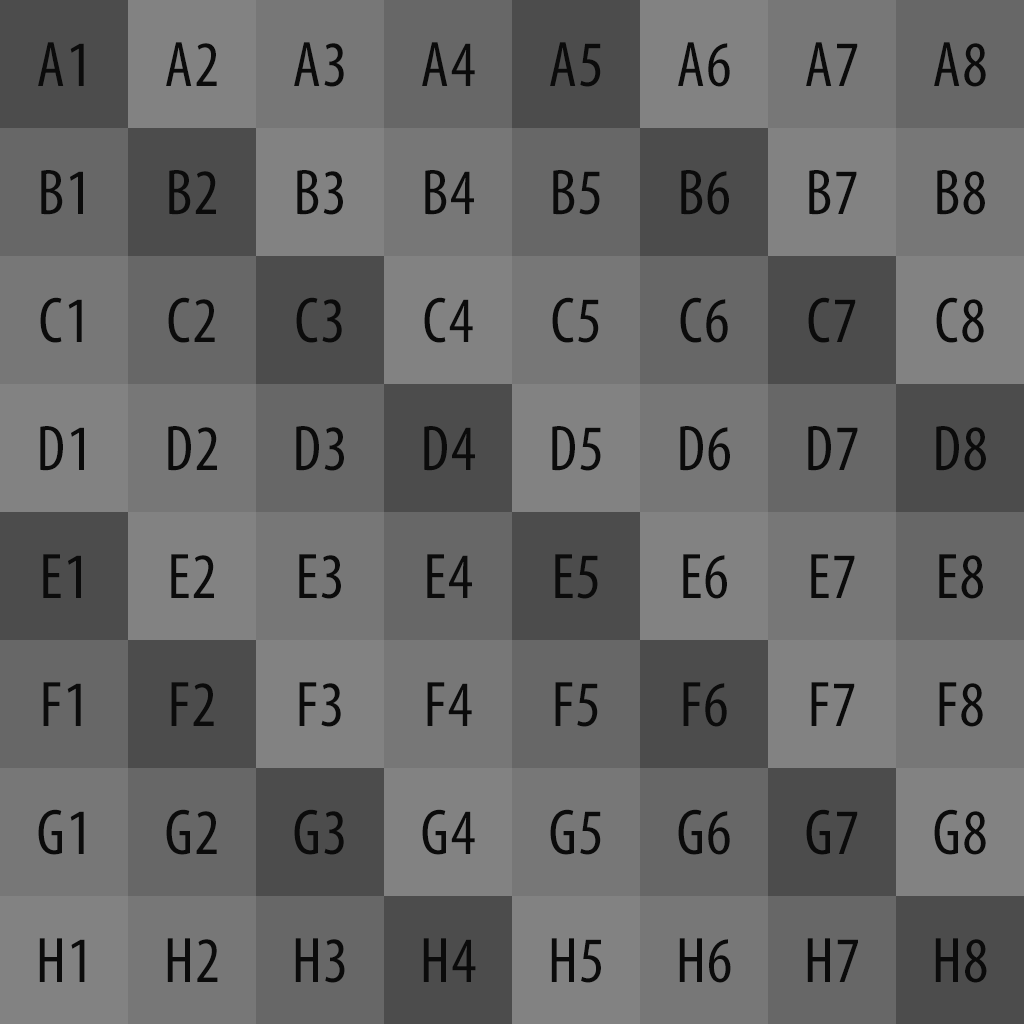 A1 A2 A3 A4 A5 A6 A7 A8
B1 B2 B3 B4 B5 B6 B7 B8
C1 C2 C3 C4 C5 C6 C7 C8
D1 D2 D3 D4 D5 D6 D7 D8
E1 E2 E3 E4 E5 E6 E7 E8
F1 F2 F3 F4 F5 F6 F7 F8
G1 G2 G3 G4 G5 G6 G7 G8
H1 H2 H3 H4 H5 H6 H7 H8